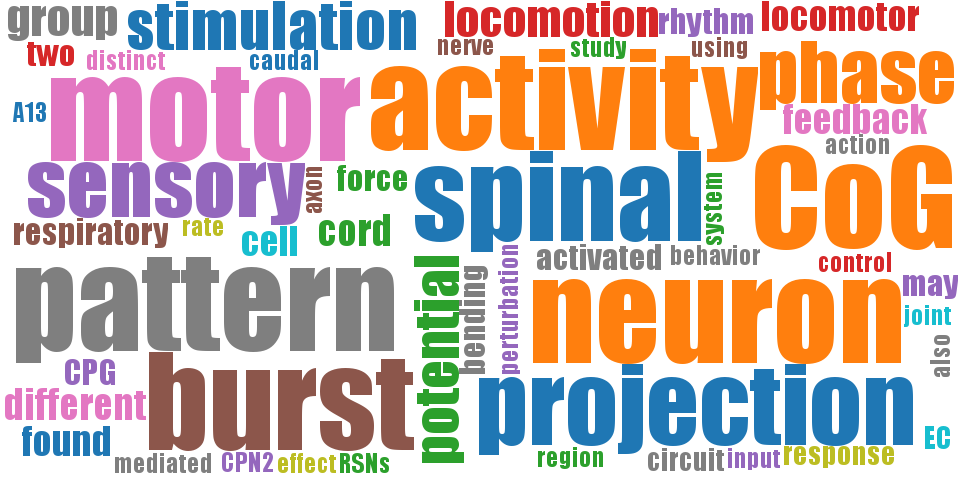 group
stimulation
locomotion
rhythm
locomotor
two
distinct
caudal
nerve
study
using
A13
motor
activity
phase
feedback
action
sensory
axon
force
spinal
system
CoG
respiratory
rate
cell
cord
activated
behavior
control
pattern
potential
bending
perturbation
neuron
may
joint
also
CPG
burst
projection
different
found
mediated
CPN2
effect
RSNs
region
circuit
input
response
EC